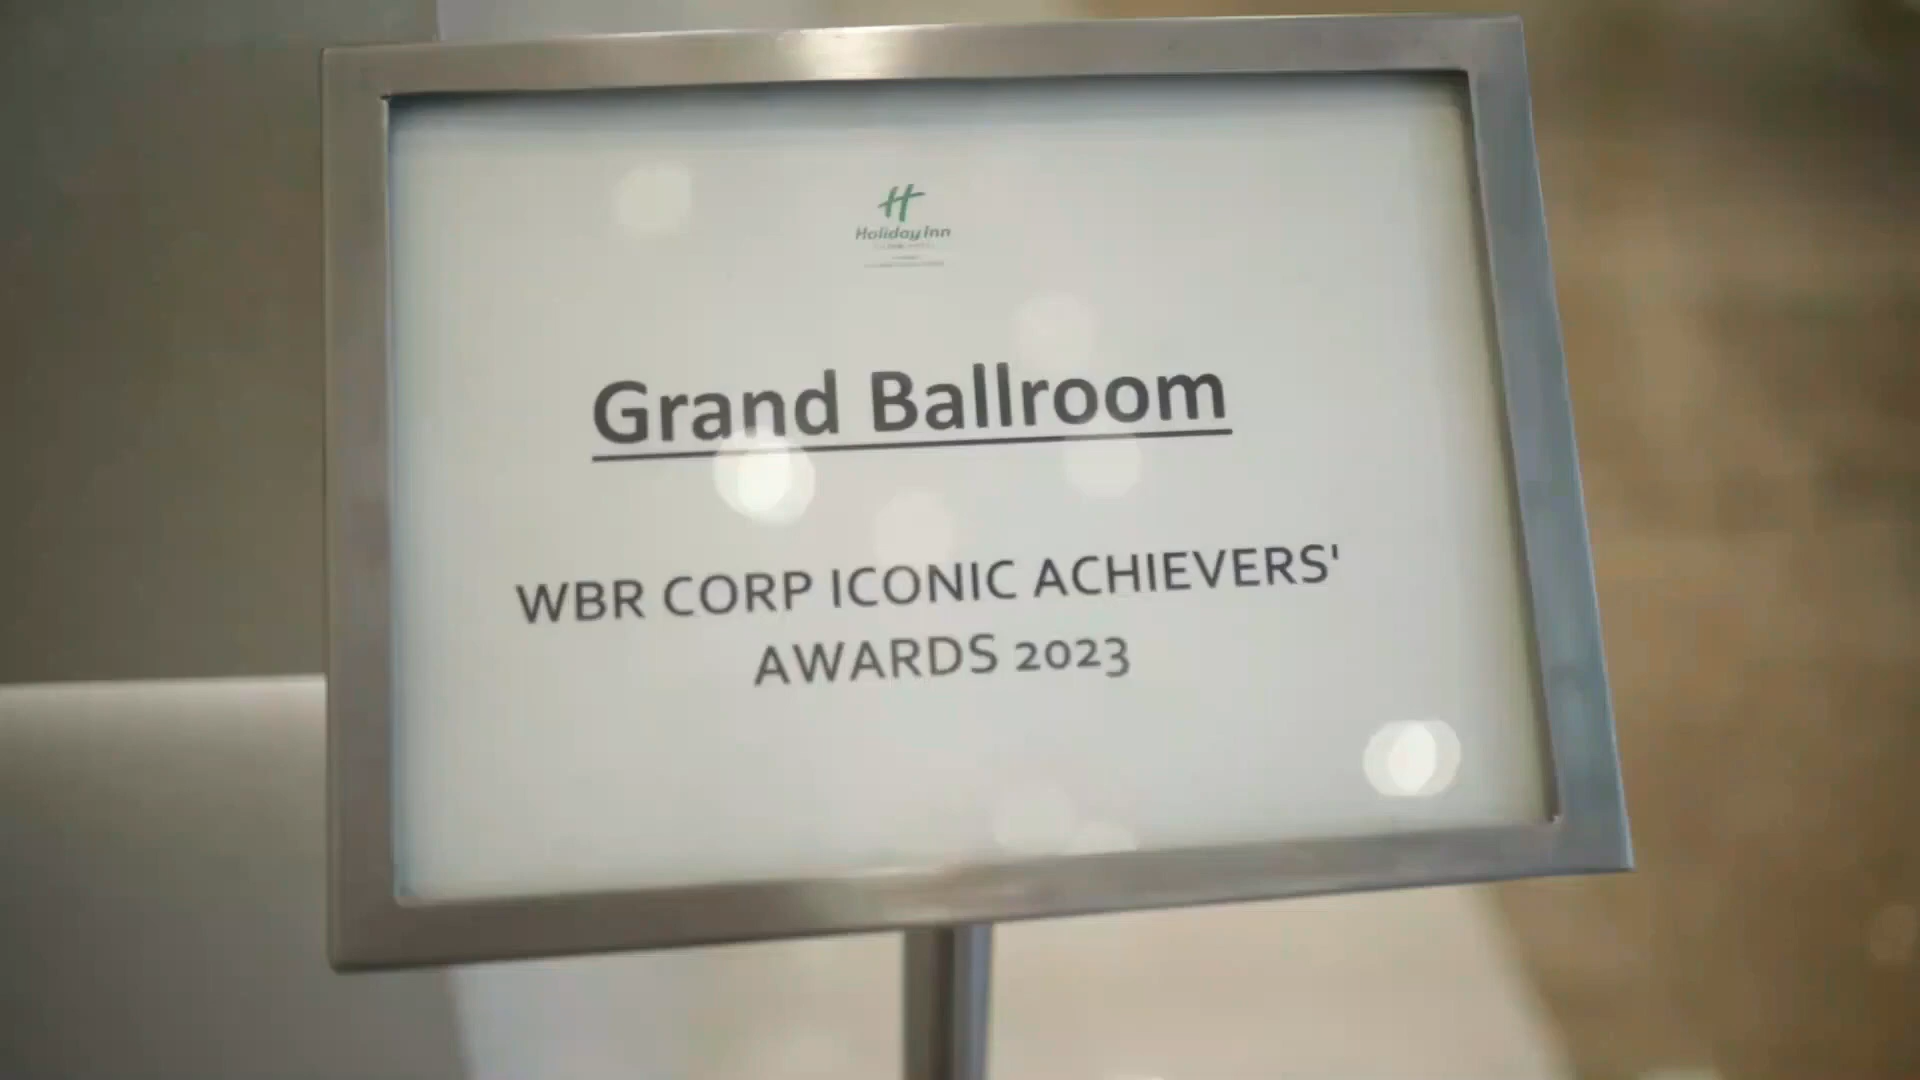 Holiday Inn
Grand Ballroom
WBR CORP ICONIC ACHIEVERS'
AWARDS 2023